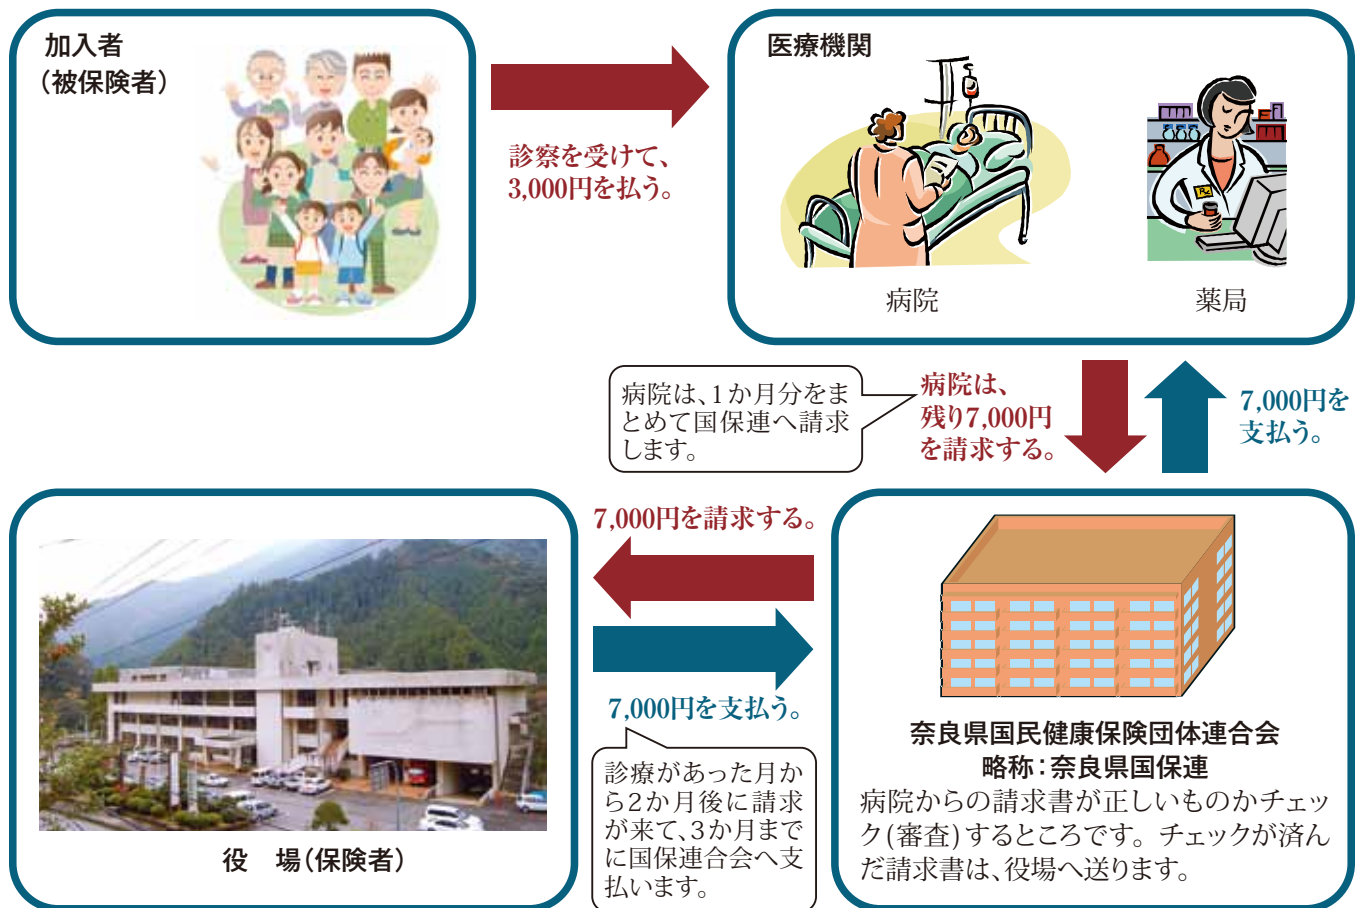 加入者
(被保険者)
診察を受けて、
3,000円を払う。
医療機関
病院
薬局
病院は、1か月分をま
とめて国保連へ請求
します。
病院は、
残り7,000円
を請求する。
7,000円を
支払う。
7,000円を請求する。
7,000円を支払う。
診療があった月か
ら2か月後に請求
が来て、3か月まで
に国保連合会へ支
払います。
役 場(保険者)
奈良県国民健康保険団体連合会
略称:奈良県国保連
病院からの請求書が正しいものかチェッ
ク(審査)するところです。チェックが済ん
だ請求書は、役場へ送ります。